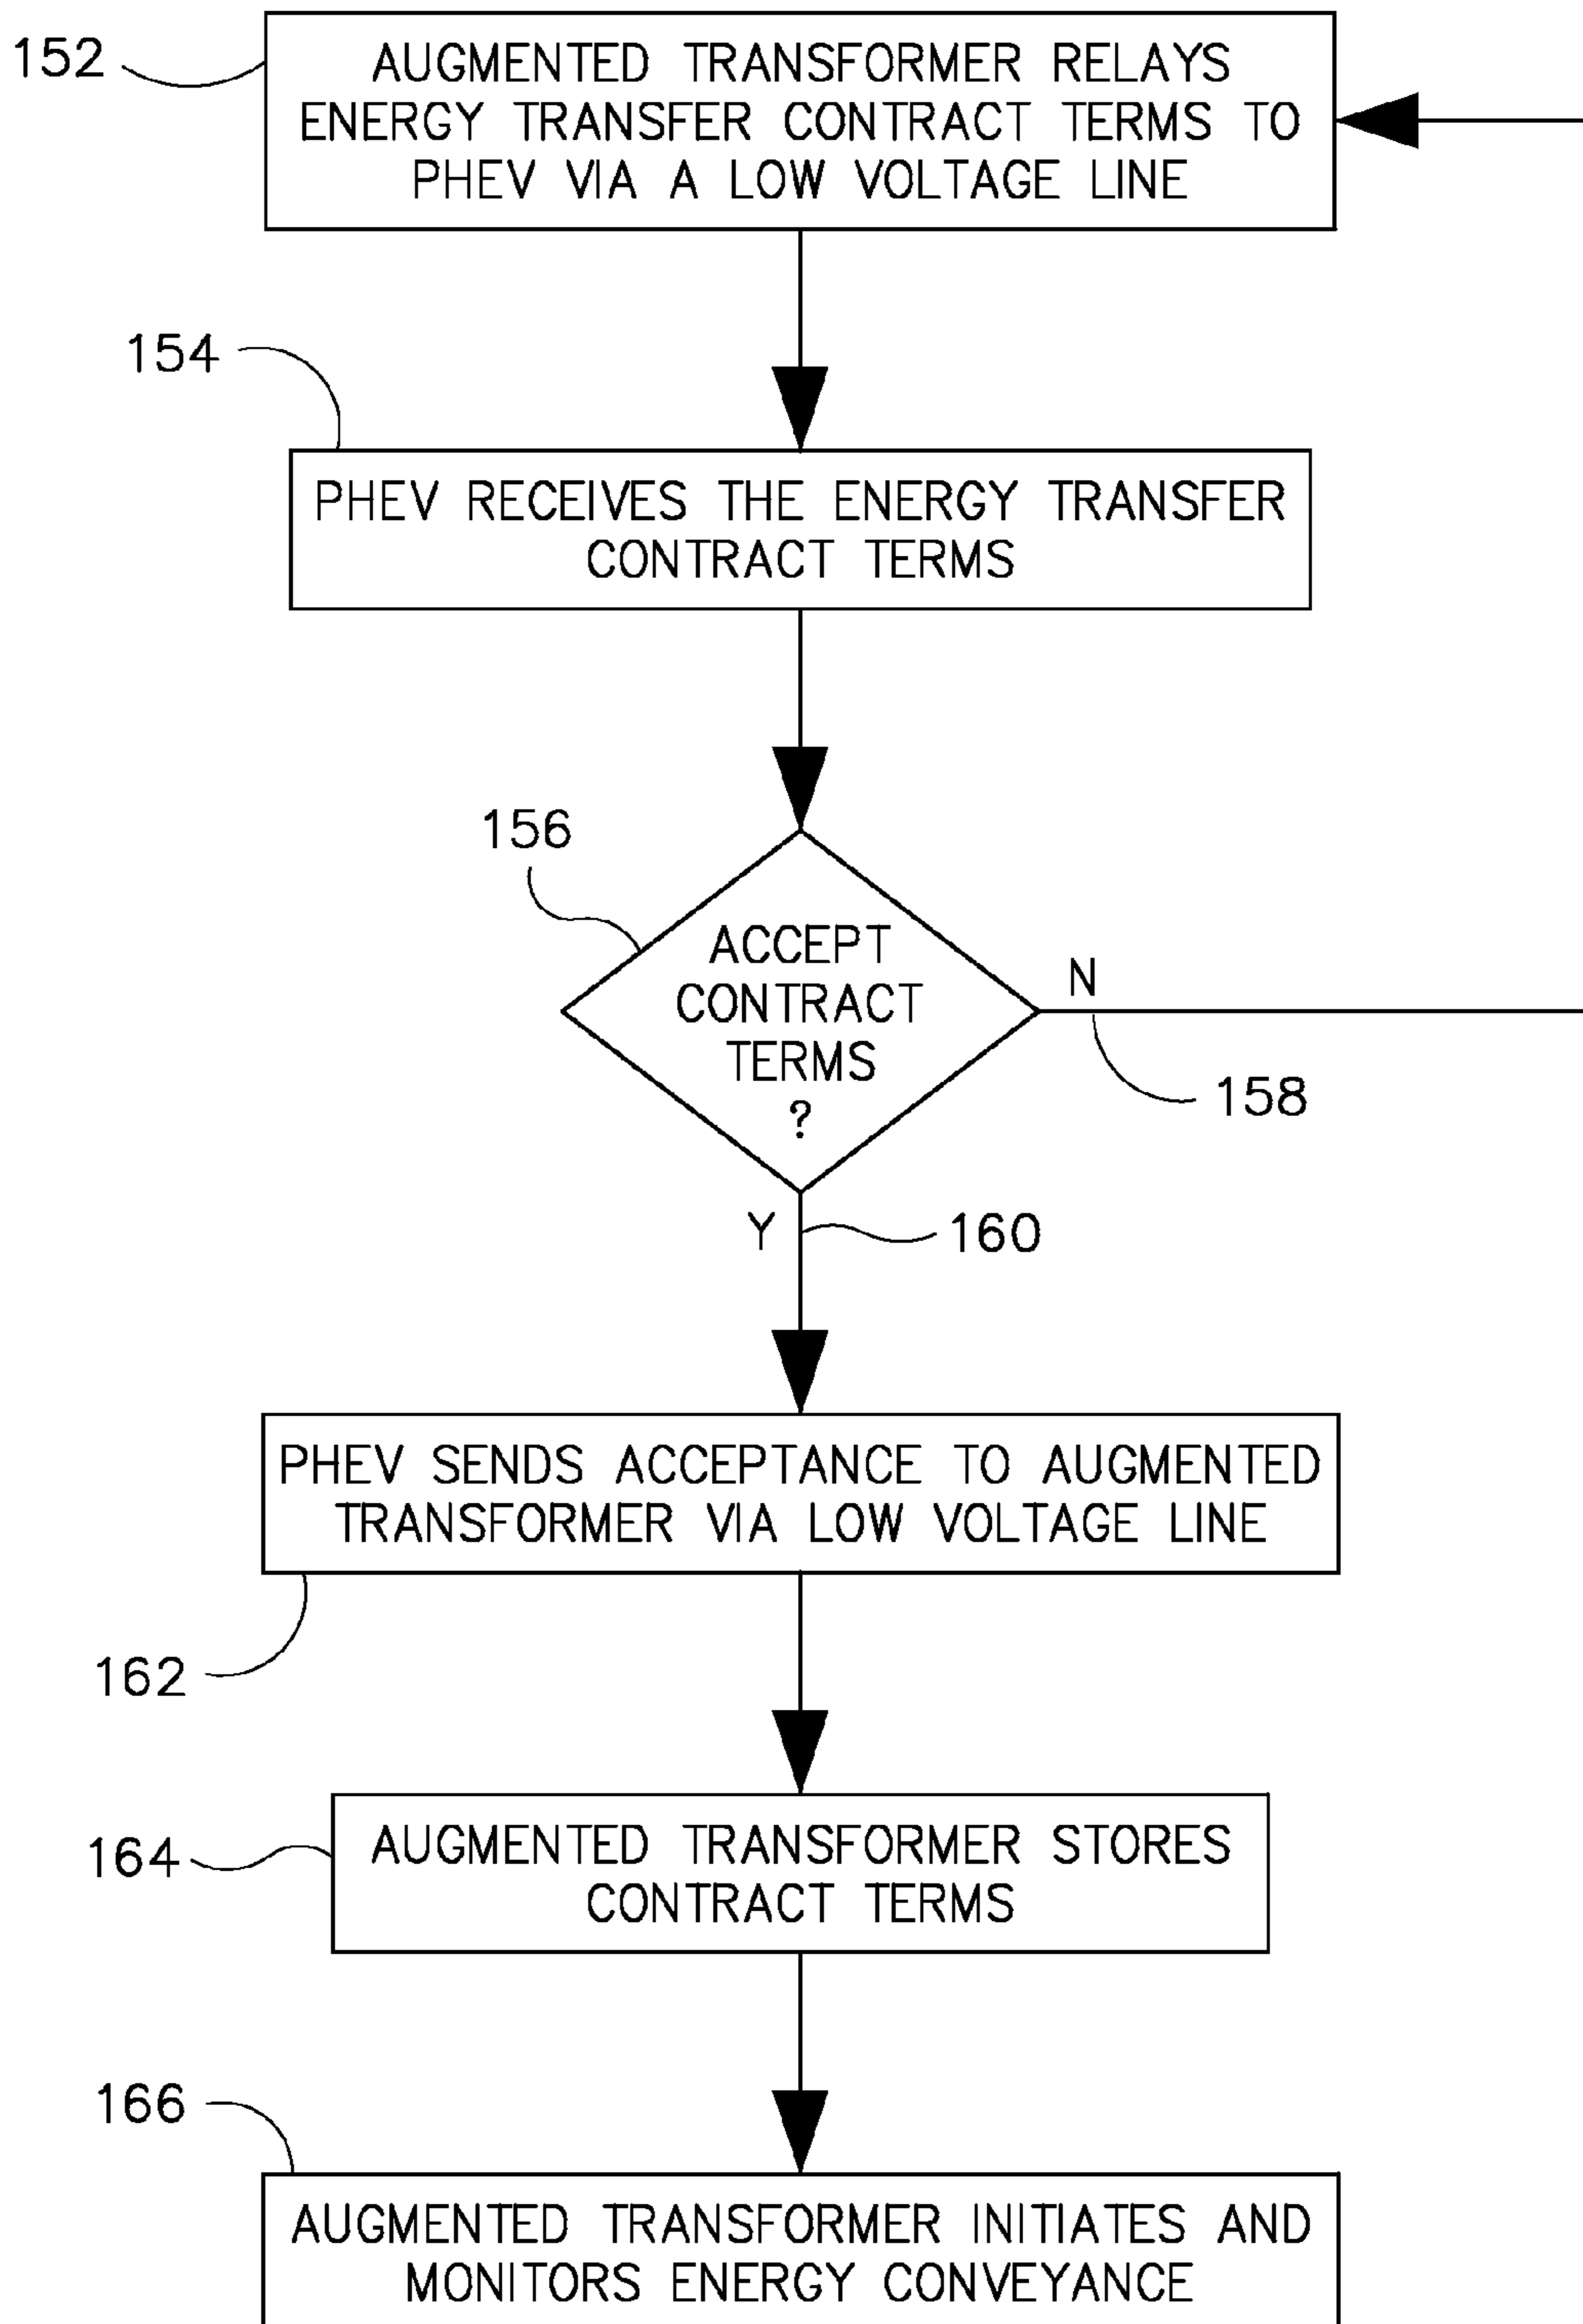 152
AUGMENTED TRANSFORMER RELAYS
ENERGY TRANSFER CONTRACT TERMS TO
PHEV VIA A LOW VOLTAGE LINE
154
PHEV RECEIVES THE ENERGY TRANSFER
CONTRACT TERMS
156
ACCEPT
CONTRACT
TERMS
?
N
158
Y
160
PHEV SENDS ACCEPTANCE TO AUGMENTED
TRANSFORMER VIA LOW VOLTAGE LINE
162
164
AUGMENTED TRANSFORMER STORES
CONTRACT TERMS
166
AUGMENTED TRANSFORMER INITIATES AND
MONITORS ENERGY CONVEYANCE